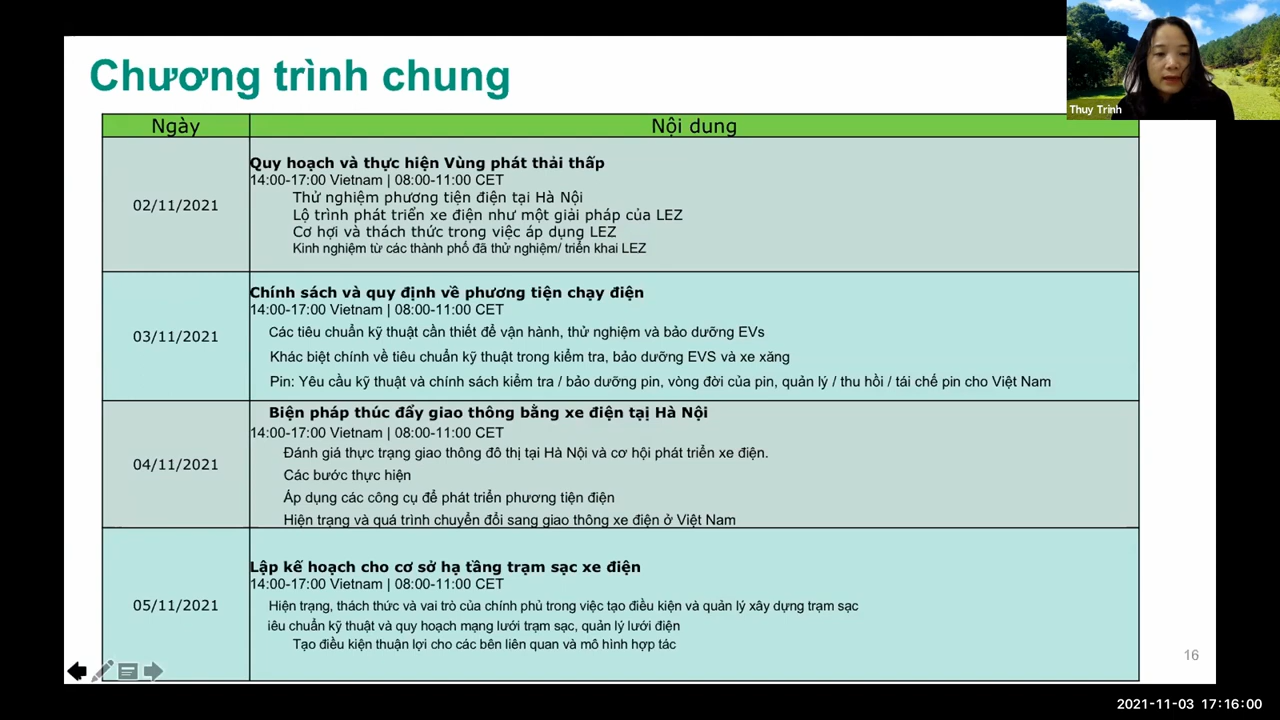 Chương trình chung
Thuy Trinh
Ngày
Nội dung
02/11/2021
Quy hoạch và thực hiện Vùng phát thải thấp
14:00-17:00 Vietnam | 08:00-11:00 CET
Thử nghiệm phương tiện điện tại Hà Nội
Lộ trình phát triển xe điện như một giải pháp của LEZ
Cơ hội và thách thức trong việc áp dụng LEZ
Kinh nghiệm từ các thành phố đã thử nghiệm/ triển khai LEZ
03/11/2021
Chính sách và quy định về phương tiện chạy điện
14:00-17:00 Vietnam | 08:00-11:00 CET
Các tiêu chuẩn kỹ thuật cần thiết để vận hành, thử nghiệm và bảo dưỡng EVs
Khác biệt chính về tiêu chuẩn kỹ thuật trong kiểm tra, bảo dưỡng EVS và xe xăng
Pin: Yêu cầu kỹ thuật và chính sách kiểm tra / bảo dưỡng pin, vòng đời của pin, quản lý / thu hồi / tái chế pin cho Việt Nam
04/11/2021
Biện pháp thúc đẩy giao thông bằng xe điện tạị Hà Nội
14:00-17:00 Vietnam | 08:00-11:00 CET
Đánh giá thực trạng giao thông đô thị tại Hà Nội và cơ hội phát triển xe điện.
Các bước thực hiện
Áp dụng các công cụ để phát triển phương tiện điện
Hiện trạng và quá trình chuyển đổi sang giao thông xe điện ở Việt Nam
05/11/2021
Lập kế hoạch cho cơ sở hạ tầng trạm sạc xe điện
14:00-17:00 Vietnam | 08:00-11:00 CET
Hiện trạng, thách thức và vai trò của chính phủ trong việc tạo điều kiện và quản lý xây dựng trạm sạc
iêu chuẩn kỹ thuật và quy hoạch mạng lưới trạm sạc, quản lý lưới điện
Tạo điều kiện thuận lợi cho các bên liên quan và mô hình hợp tác
16
2021-11-03 17:16:00